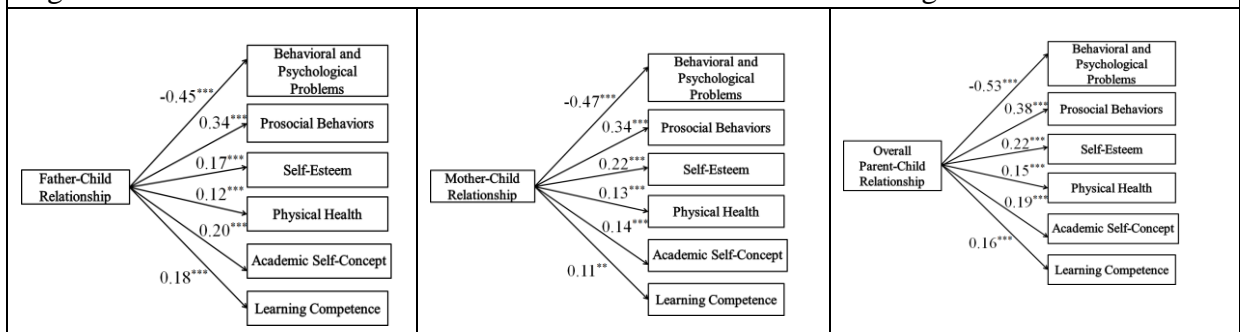 Father-Child
Relationship
-0.45***
0.34***
0.17***
0.12***
0.20***
0.18***
Behavioral and
Psychological
Problems
Prosocial Behaviors
Self-Esteem
Physical Health
Academic Self-Concept
Learning Competence
Mother-Child
Relationship
-0.47***
0.34***
0.22***
0.13***
0.14***
0.11**
Behavioral and
Psychological
Problems
Prosocial Behaviors
Self-Esteem
Physical Health
Academic Self-Concept
Learning Competence
Overall
Parent-Child
Relationship
-0.53***
0.38***
0.22***
0.15***
0.19***
0.16***
Behavioral and
Psychological
Problems
Prosocial Behaviors
Self-Esteem
Physical Health
Academic Self-Concept
Learning Competence